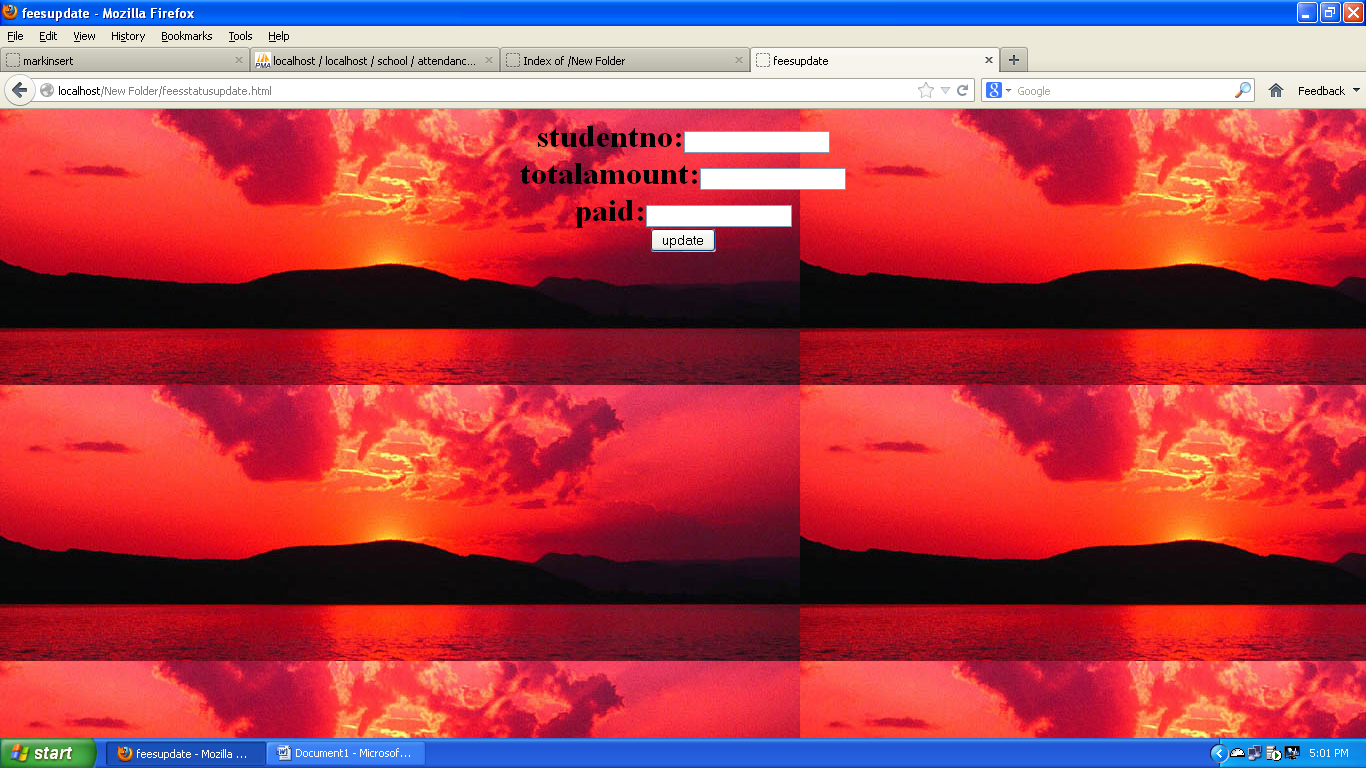 feesupdate - Mozilla Firefox
File Edit View History Bookmarks Tools Help
markinsert
localhost / localhost / school / attendanc...
Index of /New Folder
feesupdate
localhost/New Folder/feesstatusupdate.html
Google
Feedback
studentno:
totalamount:
paid:
update
start
feesupdate - Mozilla ...
Document1 - Microsof...
5:01 PM